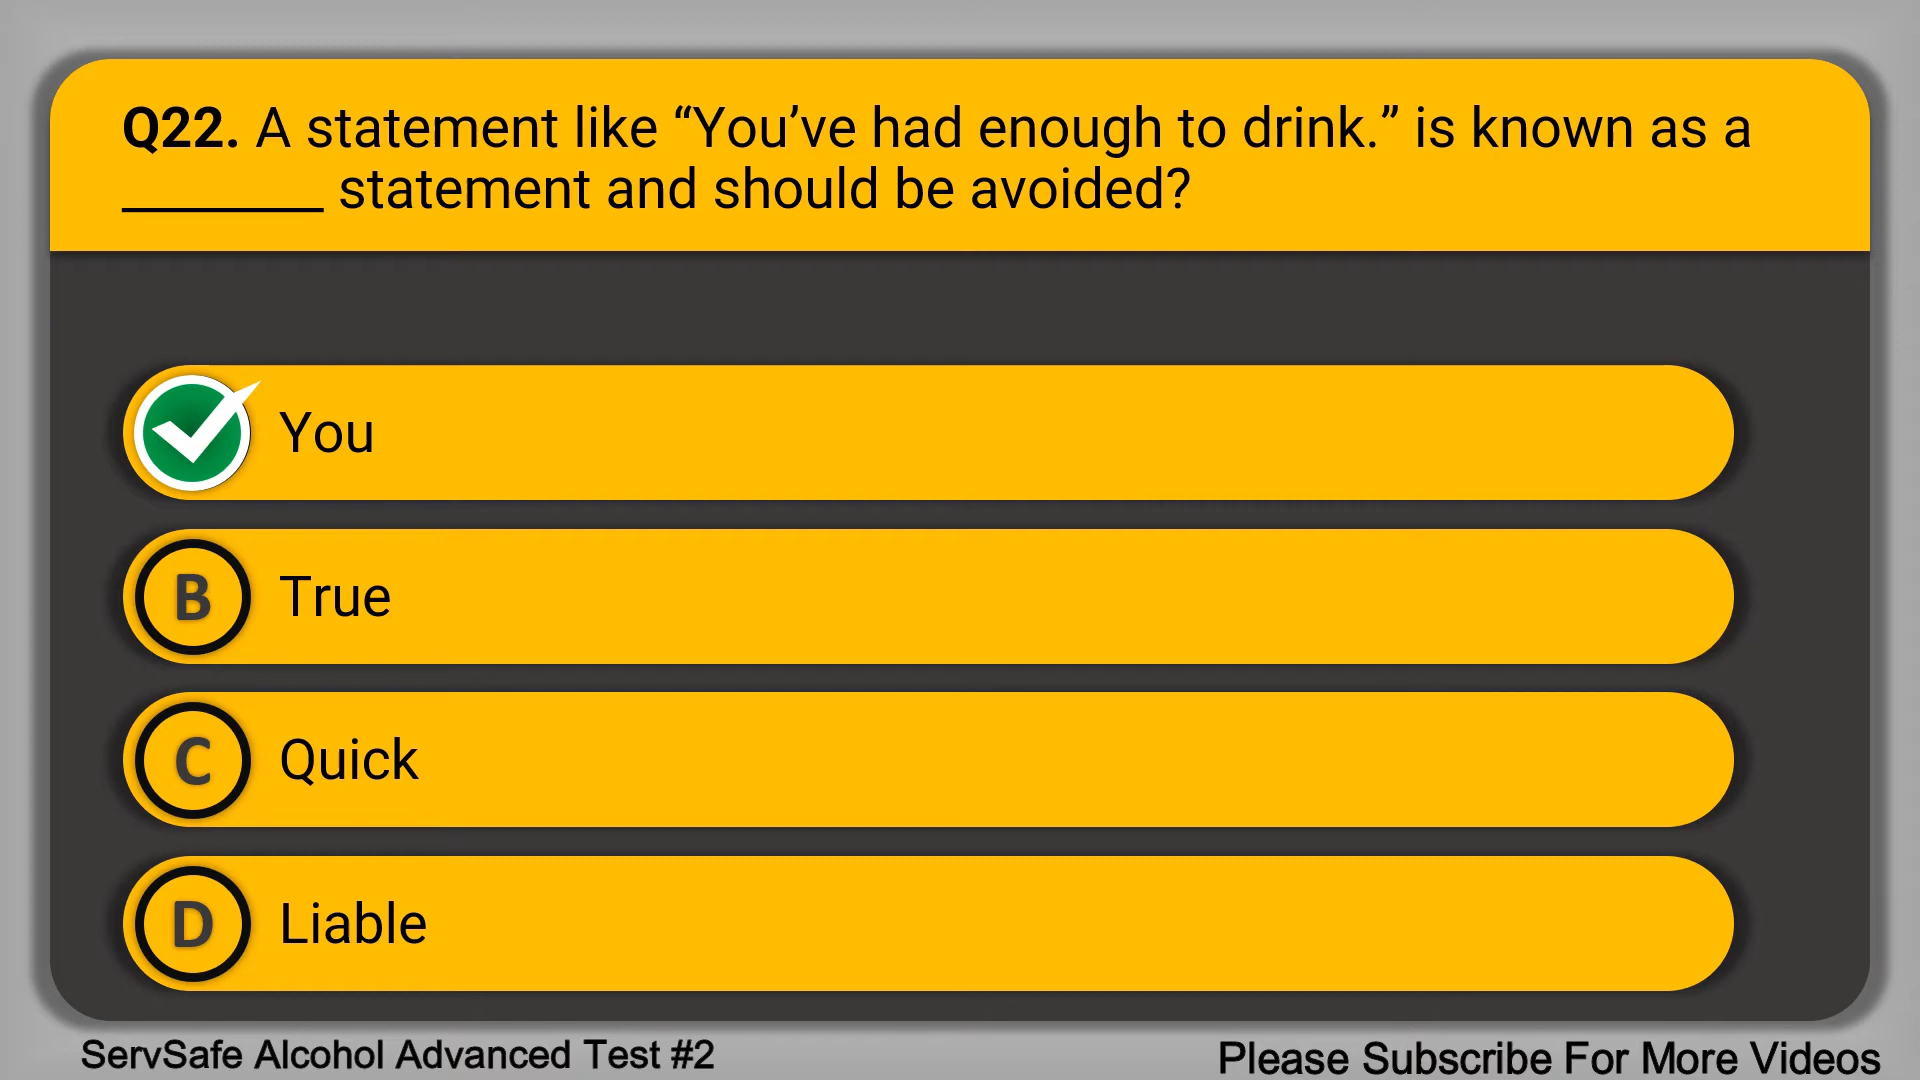 Q22. A statement like “You’ve had enough to drink.” is known as a
________ statement and should be avoided?
You
B True
C Quick
D Liable
ServSafe Alcohol Advanced Test #2
Please Subscribe For More Videos